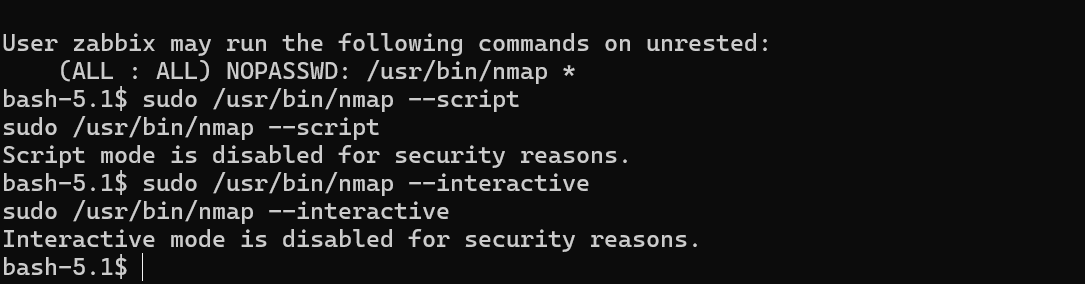 User zabbix may run the following commands on unrested:
    (ALL : ALL) NOPASSWD: /usr/bin/nmap *
bash-5.1$ sudo /usr/bin/nmap --script
sudo /usr/bin/nmap --script
Script mode is disabled for security reasons.
bash-5.1$ sudo /usr/bin/nmap --interactive
sudo /usr/bin/nmap --interactive
Interactive mode is disabled for security reasons.
bash-5.1$